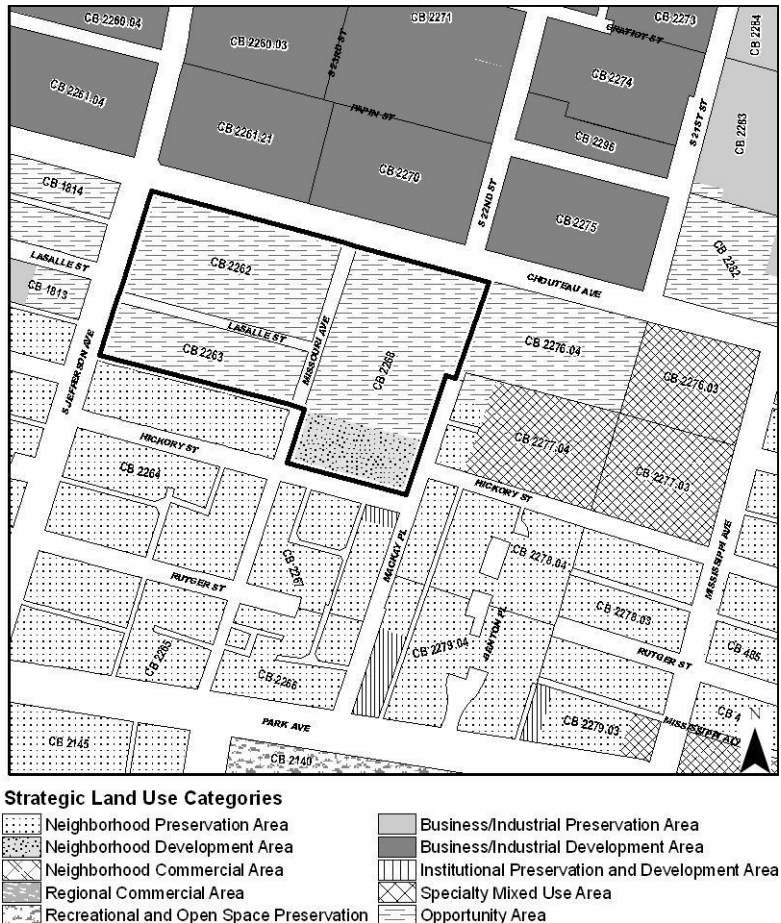 CB 2260.04
CB 2260.03
S 23RD ST
CB 2271
GRATIOT ST
CB 2273
CB 2284
CB 2261.04
CB 2274
PAPIN ST
CB 2261.21
CB 2270
CB 2296
S 21ST ST
CB 2283
CB 1814
S 22ND ST
CB 2275
CB 2282
LASALLE ST
CB 2262
CHOUTEAU AVE
CB 1813
LASALLE ST
MISSOURI AVE
CB 2263
CB 2268
CB 2276.04
CB 2276.03
S JEFFERSON AVE
HICKORY ST
CB 2264
CB 2277.04
CB 2277.03
HICKORY ST
MACKAY PL
CB 2267
CB 2278.04
MISSISSIPPI AVE
RUTGER ST
CB 2278.03
CB 2265
CB 2279.04
BENTON PL
RUTGER ST
CB 485
CB 2266
CB 4
N
PARK AVE
CB 2279.03
MISSISSIPPI ALY
CB 2145
CB 2140
Strategic Land Use Categories
Neighborhood Preservation Area
Neighborhood Development Area
Neighborhood Commercial Area
Regional Commercial Area
Recreational and Open Space Preservation
Business/Industrial Preservation Area
Business/Industrial Development Area
Institutional Preservation and Development Area
Specialty Mixed Use Area
Opportunity Area